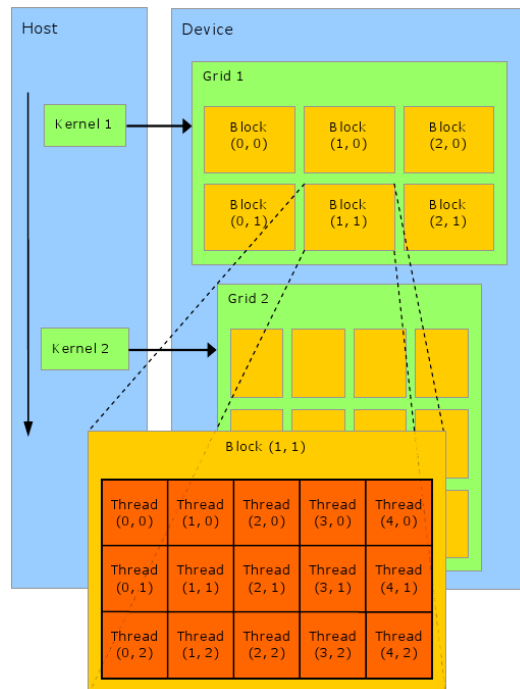 Host
Device
Grid 1
Kernel 1
Block
(0, 0)
Block
(1, 0)
Block
(2, 0)
Block
(0, 1)
Block
(1, 1)
Block
(2, 1)
Grid 2
Kernel 2
Block (1, 1)
Thread
(0, 0)
Thread
(1, 0)
Thread
(2, 0)
Thread
(3, 0)
Thread
(4, 0)
Thread
(0, 1)
Thread
(1, 1)
Thread
(2, 1)
Thread
(3, 1)
Thread
(4, 1)
Thread
(0, 2)
Thread
(1, 2)
Thread
(2, 2)
Thread
(3, 2)
Thread
(4, 2)